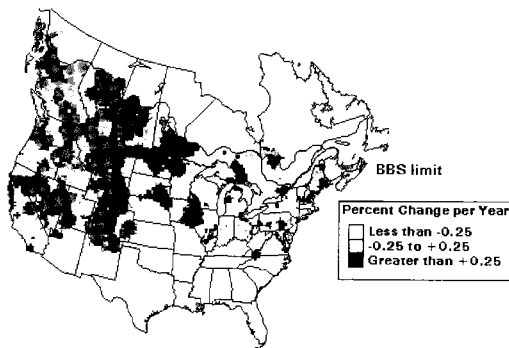 BBS limit
Percent Change per Year
Less than -0.25
-0.25 to +0.25
Greater than +0.25